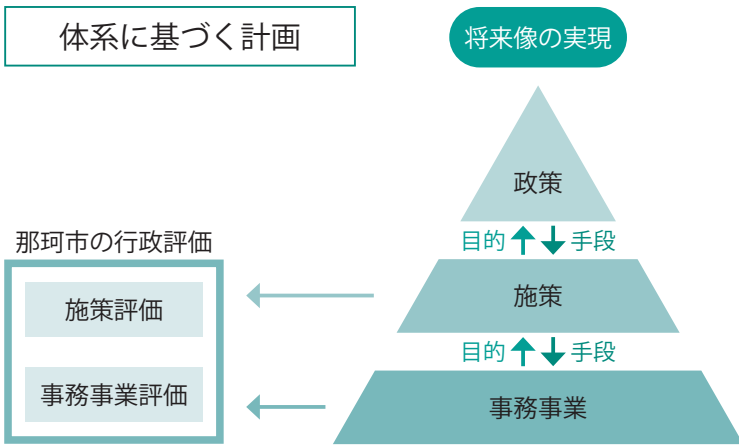 体系に基づく計画
将来像の実現
政策
目的 手段
施策
目的 手段
事務事業
那珂市の行政評価
施策評価
事務事業評価